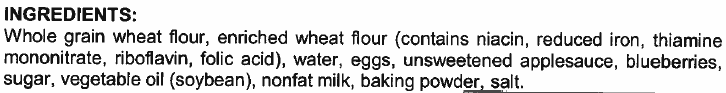 INGREDIENTS:
Whole grain wheat flour, enriched wheat flour (contains niacin, reduced iron, thiamine
mononitrate, riboflavin, folic acid), water, eggs, unsweetened applesauce, blueberries,
sugar, vegetable oil (soybean), nonfat milk, baking powder, salt.